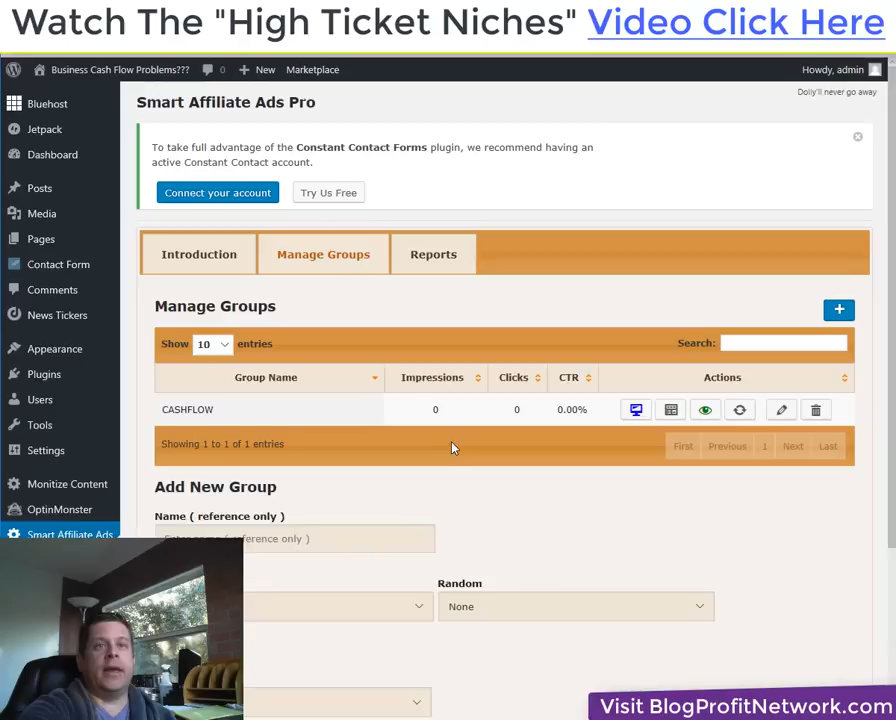 Watch The "High Ticket Niches" Video Click Here
Business Cash Flow Problems??? 0 New Marketplace Howdy, admin
Dolly'll never go away
Bluehost
Jetpack
Dashboard
Posts
Media
Pages
Contact Form
Comments
News Tickers
Appearance
Plugins
Users
Tools
Settings
Monitize Content
OptinMonster
Smart Affiliate Ads
Smart Affiliate Ads Pro
To take full advantage of the Constant Contact Forms plugin, we recommend having an
active Constant Contact account.
Connect your account Try Us Free
Introduction Manage Groups Reports
Manage Groups +
Show 10 entries Search:
Group Name Impressions Clicks CTR Actions
CASHFLOW 0 0 0.00%
Showing 1 to 1 of 1 entries First Previous 1 Next Last
Add New Group
Name ( reference only )
Enter name ( reference only )
Random
None
Visit BlogProfitNetwork.com